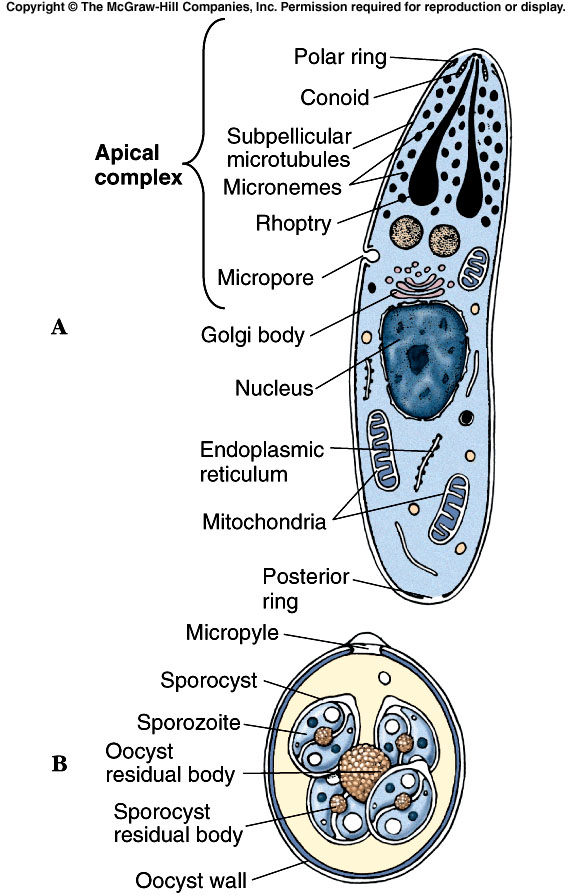 Copyright © The McGraw-Hill Companies, Inc. Permission required for reproduction or display.
Polar ring
Conoid
Subpellicular
microtubules
Apical
complex
Micronemes
Rhoptry
Micropore
A
Golgi body
Nucleus
Endoplasmic
reticulum
Mitochondria
Posterior
ring
Micropyle
Sporocyst
Sporozoite
B
Oocyst
residual body
Sporocyst
residual body
Oocyst wall